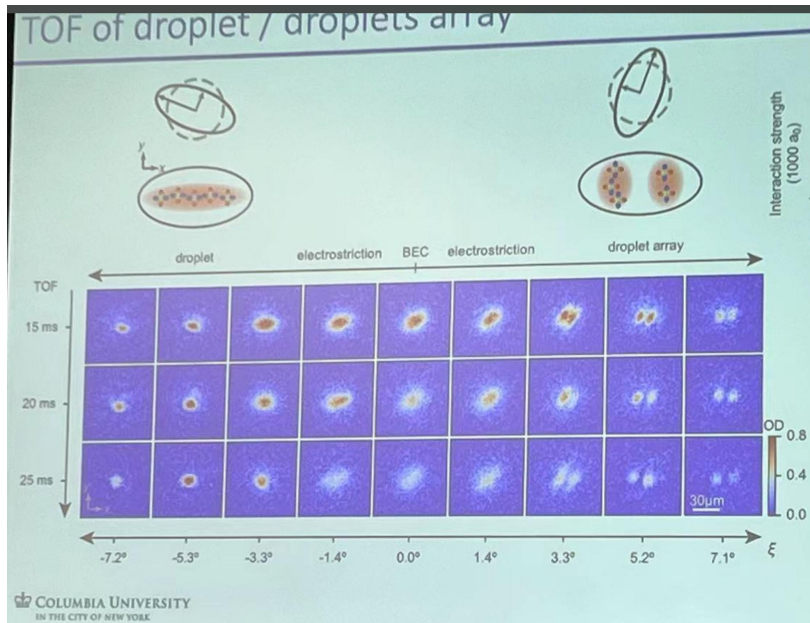 TOF of droplet / droplets array
Interaction strength
(1000 a₀)
y
x
droplet
electrostriction
BEC
electrostriction
droplet array
TOF
15 ms
20 ms
25 ms
OD
0.8
0.4
0.0
30μm
-7.2°
-5.3°
-3.3°
-1.4°
0.0°
1.4°
3.3°
5.2°
7.1°
ξ
COLUMBIA UNIVERSITY
IN THE CITY OF NEW YORK